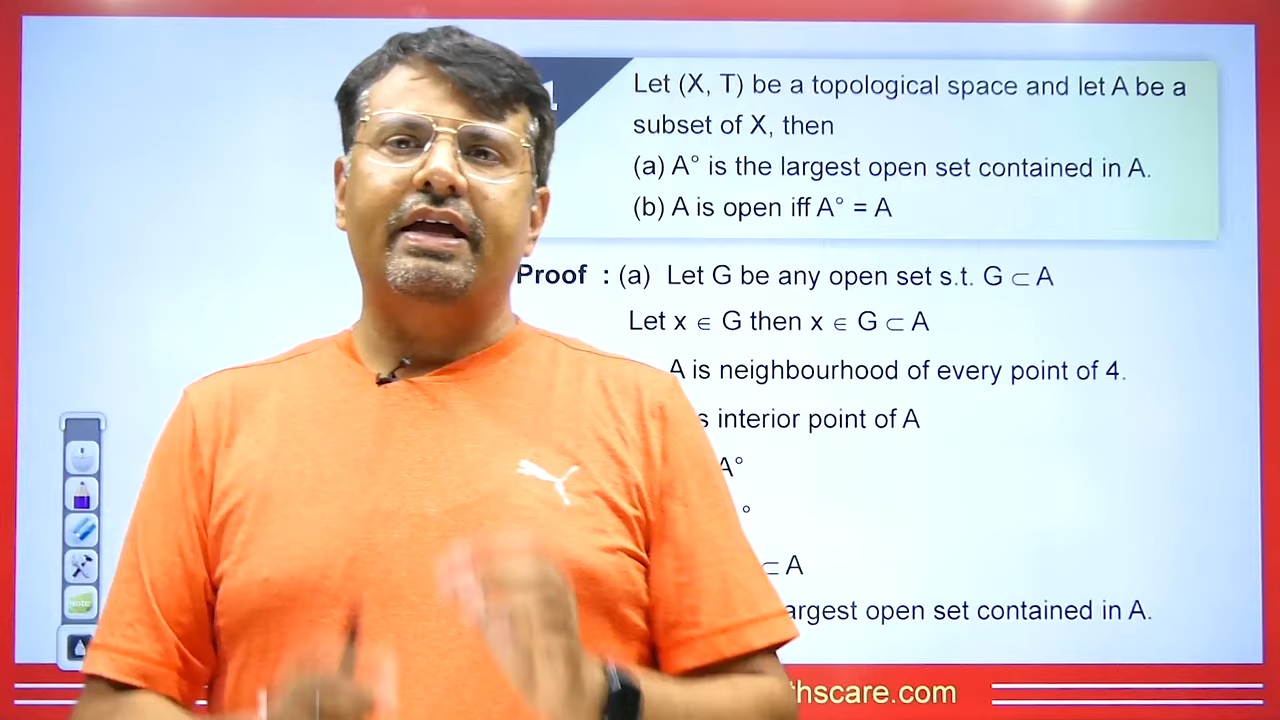 1
Let (X, T) be a topological space and let A be a
subset of X, then
(a) A° is the largest open set contained in A.
(b) A is open iff A° = A
Proof : (a) Let G be any open set s.t. G ⊂ A
Let x ∈ G then x ∈ G ⊂ A
A is neighbourhood of every point of 4.
s interior point of A
A°
°
⊂ A
argest open set contained in A.
note
thscare.com